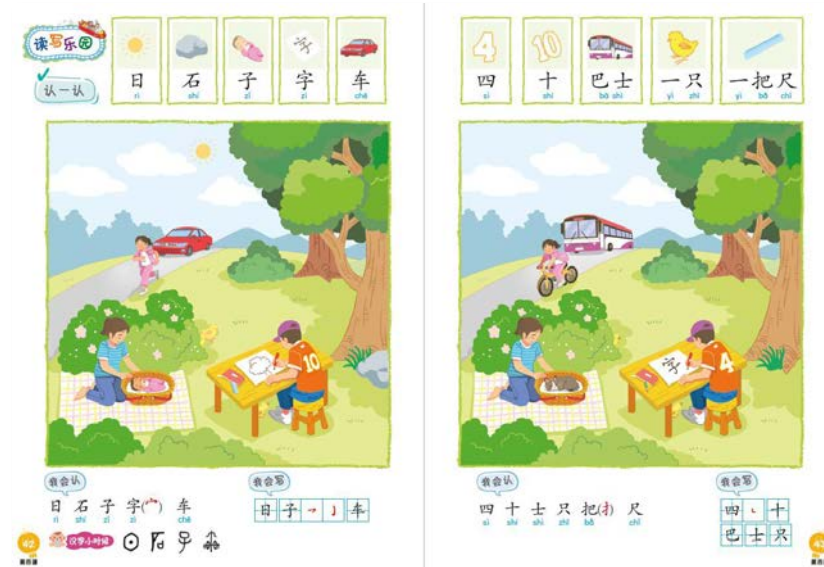 读写乐园
认一认
日 石 子 字 车
rì shí zǐ zì chē
10
我会认
日 石 子 字(宀) 车
rì shí zǐ zì chē
我会写
日 子 ㇖ 亅 车
汉字小时候
42
4 10
四 十 巴士 一只 一把尺
sì shí bā shì yì zhī yì bǎ chǐ
字
4
我会认
四 十 士 只 把(扌) 尺
sì shí shì zhī bǎ chǐ
我会写
四 ㇄ 十
巴 士 只
43